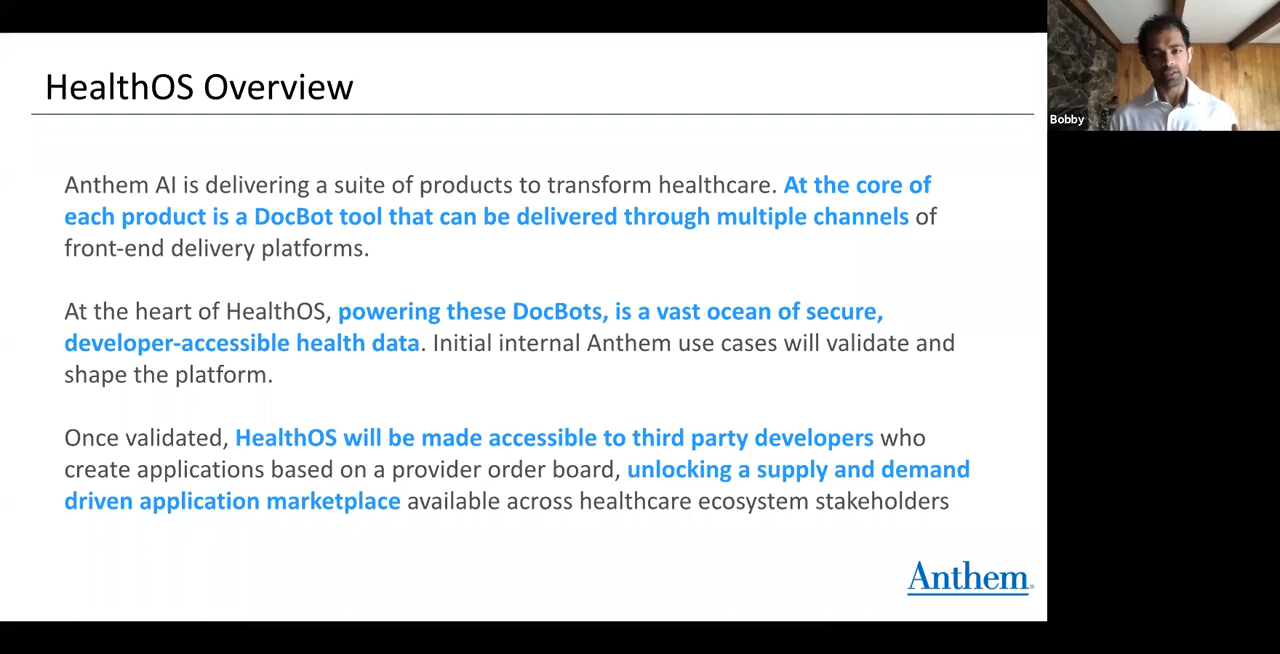 HealthOS Overview
Anthem AI is delivering a suite of products to transform healthcare. At the core of
each product is a DocBot tool that can be delivered through multiple channels of
front-end delivery platforms.
At the heart of HealthOS, powering these DocBots, is a vast ocean of secure,
developer-accessible health data. Initial internal Anthem use cases will validate and
shape the platform.
Once validated, HealthOS will be made accessible to third party developers who
create applications based on a provider order board, unlocking a supply and demand
driven application marketplace available across healthcare ecosystem stakeholders
Anthem
Bobby